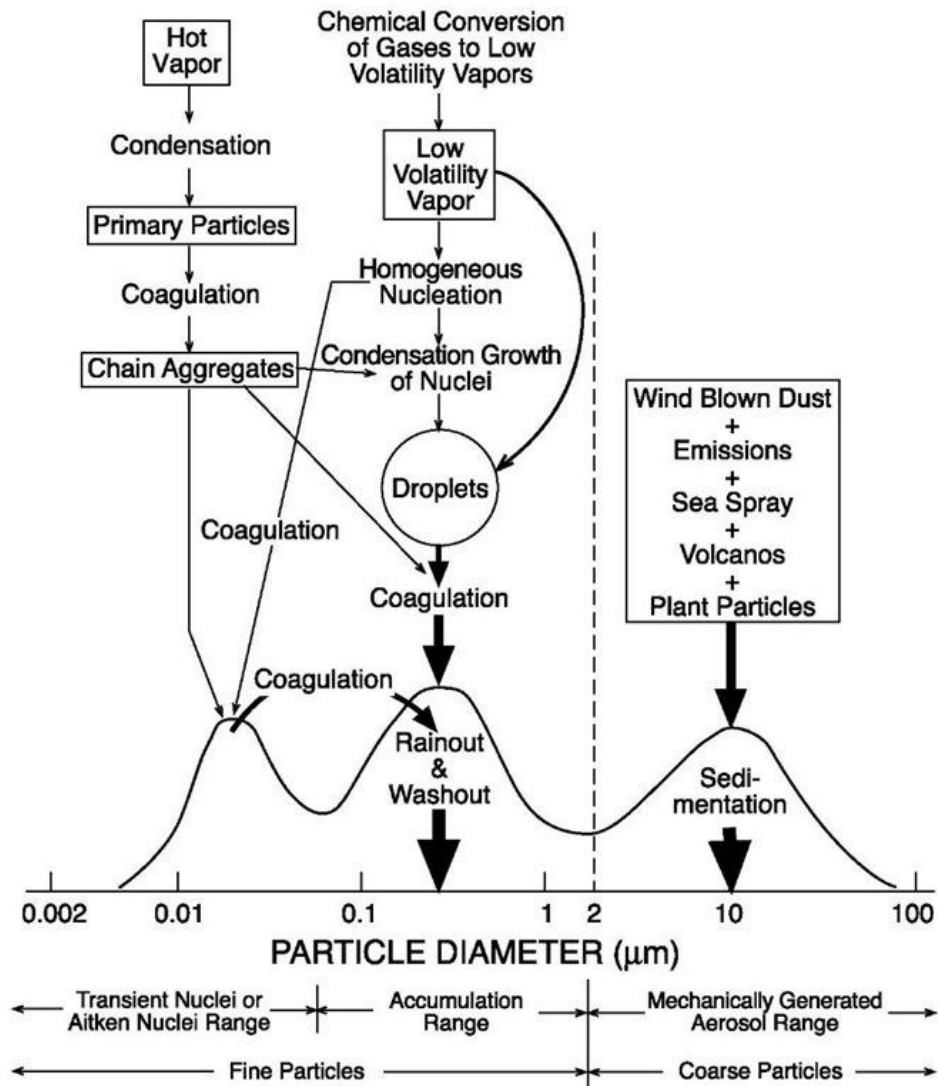 Hot
Vapor
Condensation
Primary Particles
Coagulation
Chain Aggregates
Chemical Conversion
of Gases to Low
Volatility Vapors
Low
Volatility
Vapor
Homogeneous
Nucleation
Condensation Growth
of Nuclei
Droplets
Coagulation
Coagulation
Coagulation
Rainout
&
Washout
Wind Blown Dust
+
Emissions
+
Sea Spray
+
Volcanos
+
Plant Particles
Sedi-
mentation
0.002 0.01 0.1 1 2 10 100
PARTICLE DIAMETER (μm)
Transient Nuclei or
Aitken Nuclei Range
Accumulation
Range
Mechanically Generated
Aerosol Range
Fine Particles
Coarse Particles